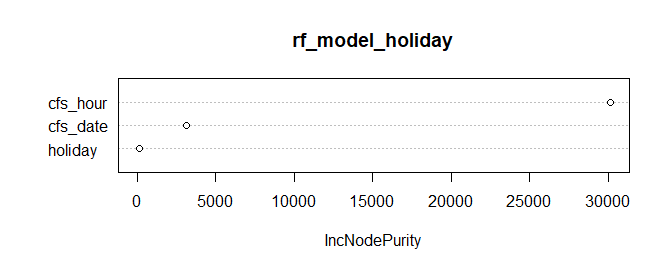 rf_model_holiday
cfs_hour
cfs_date
holiday
0 5000 10000 15000 20000 25000 30000
IncNodePurity